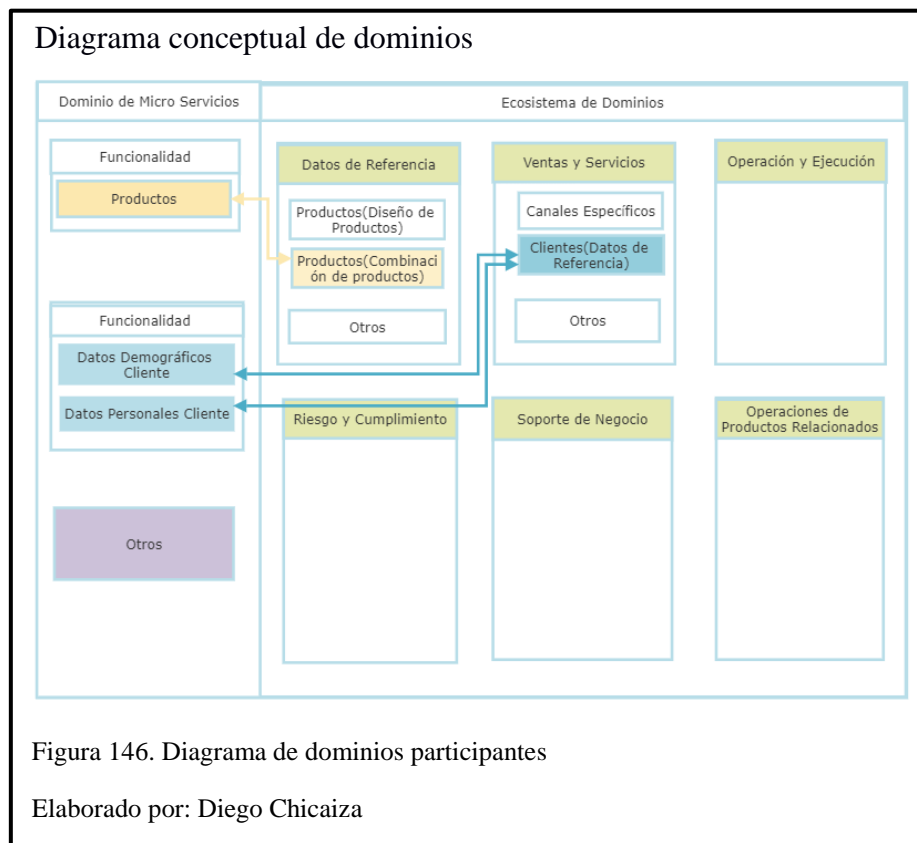 Diagrama conceptual de dominios
Dominio de Micro Servicios
Ecosistema de Dominios
Funcionalidad
Productos
Funcionalidad
Datos Demográficos
Cliente
Datos Personales Cliente
Otros
Datos de Referencia
Productos(Diseño de
Productos)
Productos(Combinaci
ón de productos)
Otros
Ventas y Servicios
Canales Específicos
Clientes(Datos de
Referencia)
Otros
Operación y Ejecución
Riesgo y Cumplimiento
Soporte de Negocio
Operaciones de
Productos Relacionados
Figura 146. Diagrama de dominios participantes
Elaborado por: Diego Chicaiza